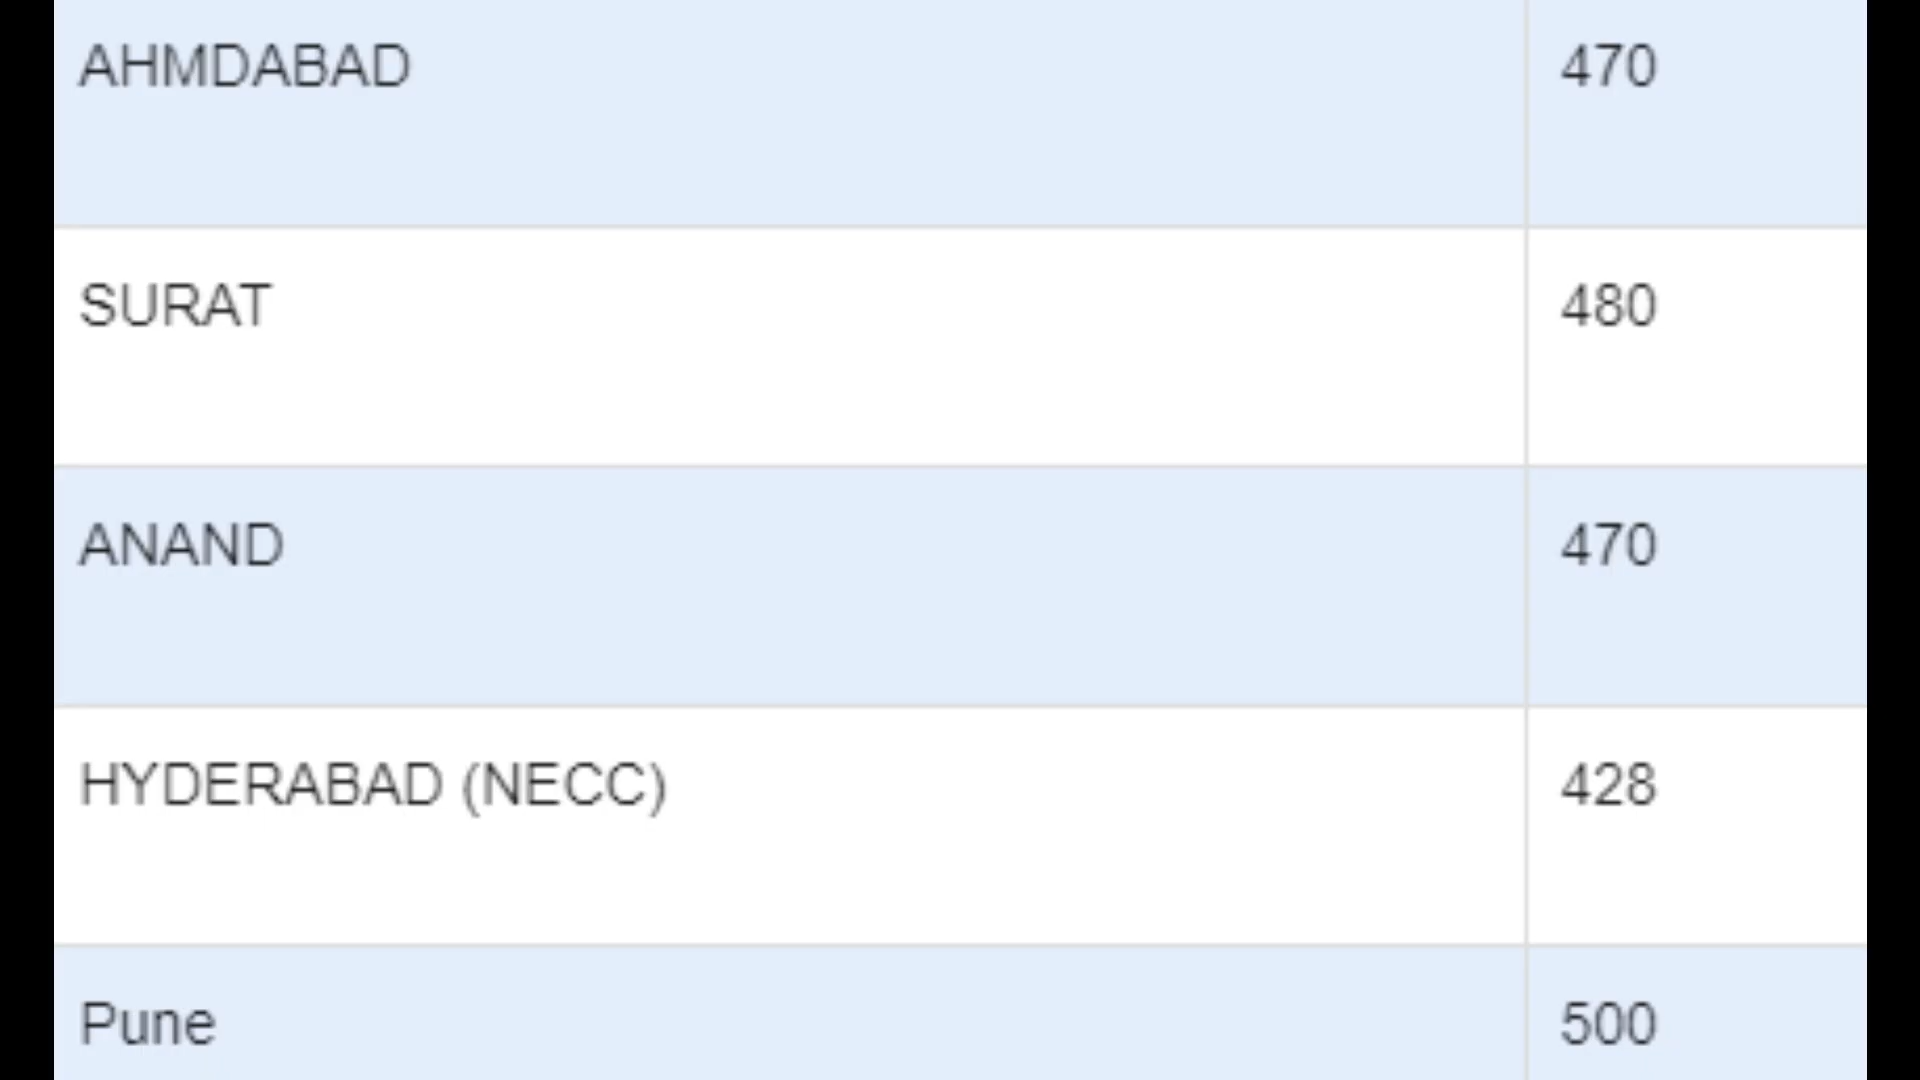 AHMDABAD 470
SURAT 480
ANAND 470
HYDERABAD (NECC) 428
Pune 500